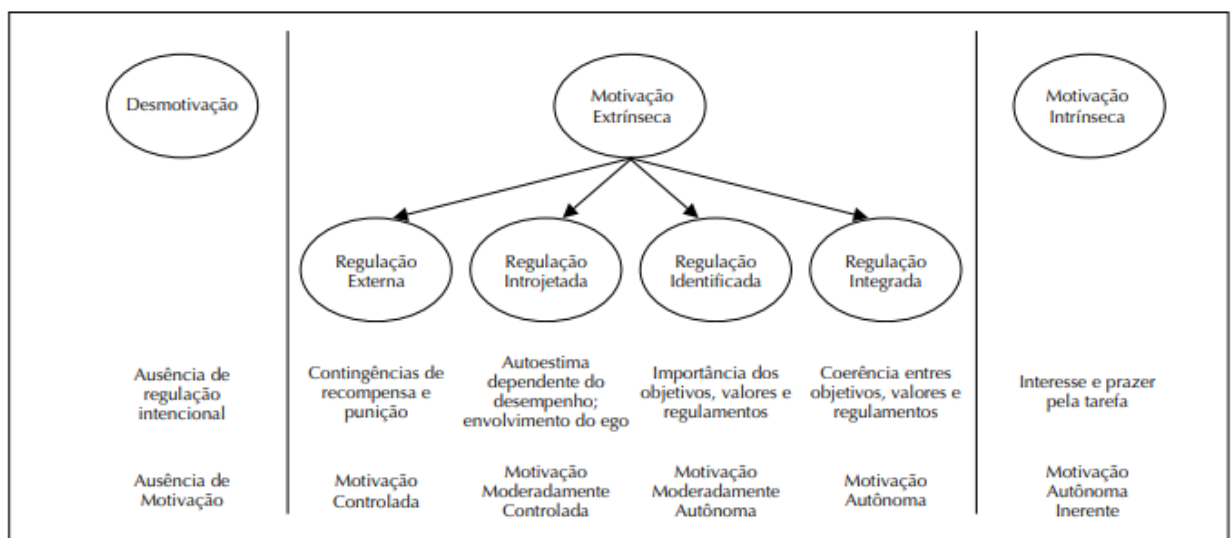 Desmotivação
Motivação
Extrínseca
Motivação
Intrínseca
Regulação
Externa
Regulação
Introjetada
Regulação
Identificada
Regulação
Integrada
Ausência de
regulação
intencional
Contingências de
recompensa e
punição
Autoestima
dependente do
desempenho;
envolvimento do ego
Importância dos
objetivos, valores e
regulamentos
Coerência entres
objetivos, valores e
regulamentos
Interesse e prazer
pela tarefa
Ausência de
Motivação
Motivação
Controlada
Motivação
Moderadamente
Controlada
Motivação
Moderadamente
Autônoma
Motivação
Autônoma
Motivação
Autônoma
Inerente